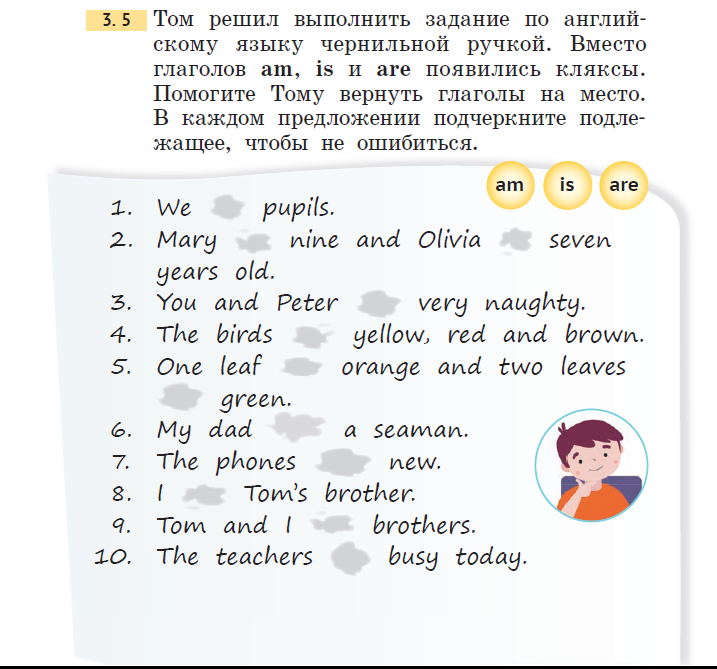 3. 5 Том решил выполнить задание по англий-
скому языку чернильной ручкой. Вместо
глаголов am, is и are появились кляксы.
Помогите Тому вернуть глаголы на место.
В каждом предложении подчеркните подле-
жащее, чтобы не ошибиться.
am is are
1. We pupils.
2. Mary nine and Olivia seven
years old.
3. You and Peter very naughty.
4. The birds yellow, red and brown.
5. One leaf orange and two leaves
green.
6. My dad a seaman.
7. The phones new.
8. I Tom's brother.
9. Tom and I brothers.
10. The teachers busy today.